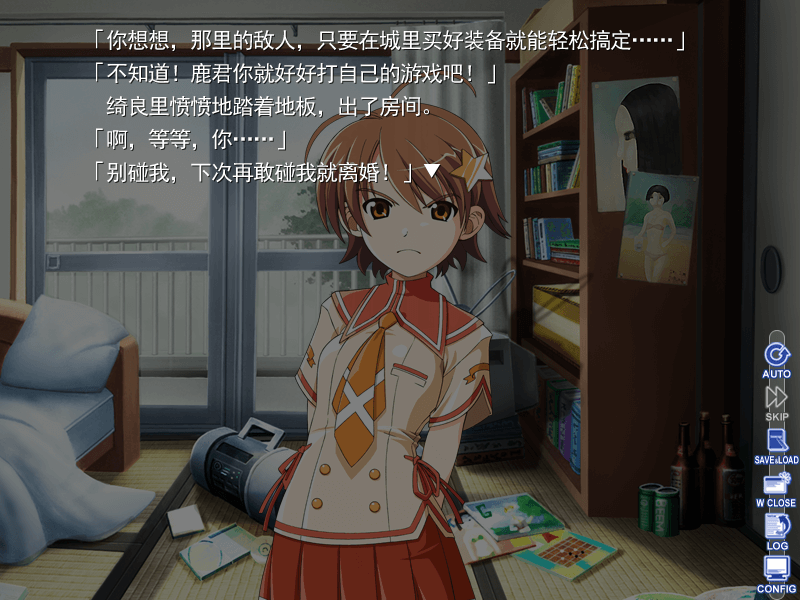 「你想想，那里的敌人，只要在城里买好装备就能轻松搞定……」
「不知道！鹿君你就好好打自己的游戏吧！」
绮良里愤愤地踏着地板，出了房间。
「啊，等等，你……」
「别碰我，下次再敢碰我就离婚！」▼
AUTO
SKIP
SAVE&LOAD
W CLOSE
LOG
CONFIG